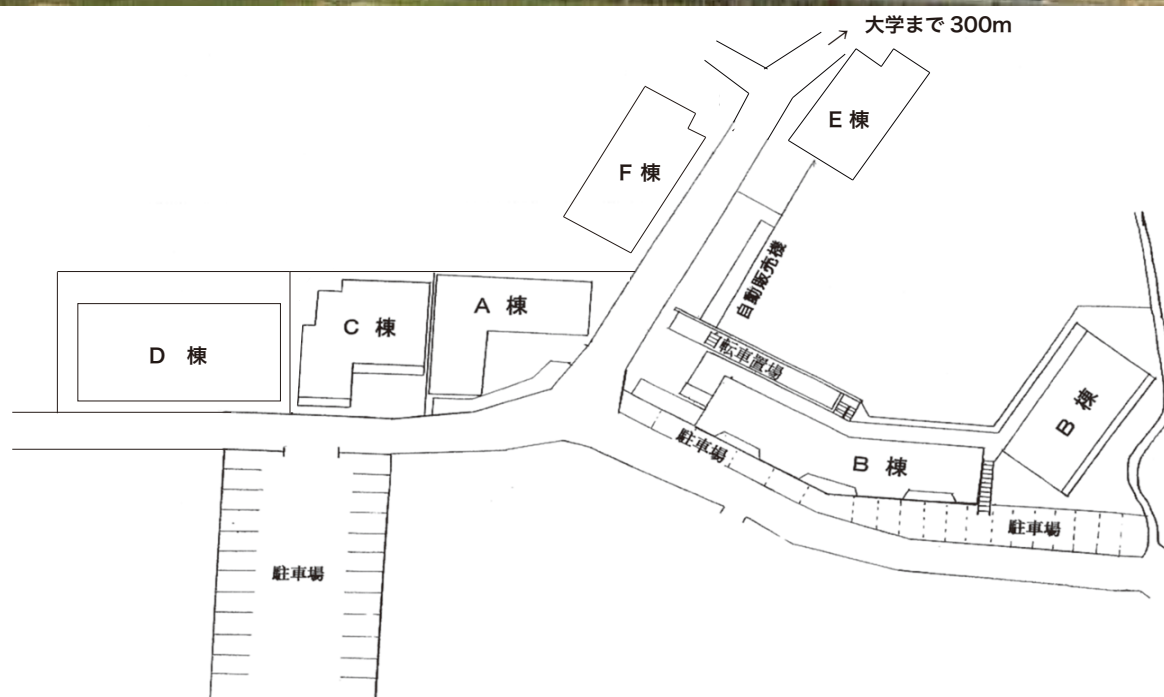 大学まで 300m
E 棟
F 棟
自動販売機
A 棟
C 棟
D 棟
自転車置場
B 棟
駐車場
B 棟
駐車場
駐車場